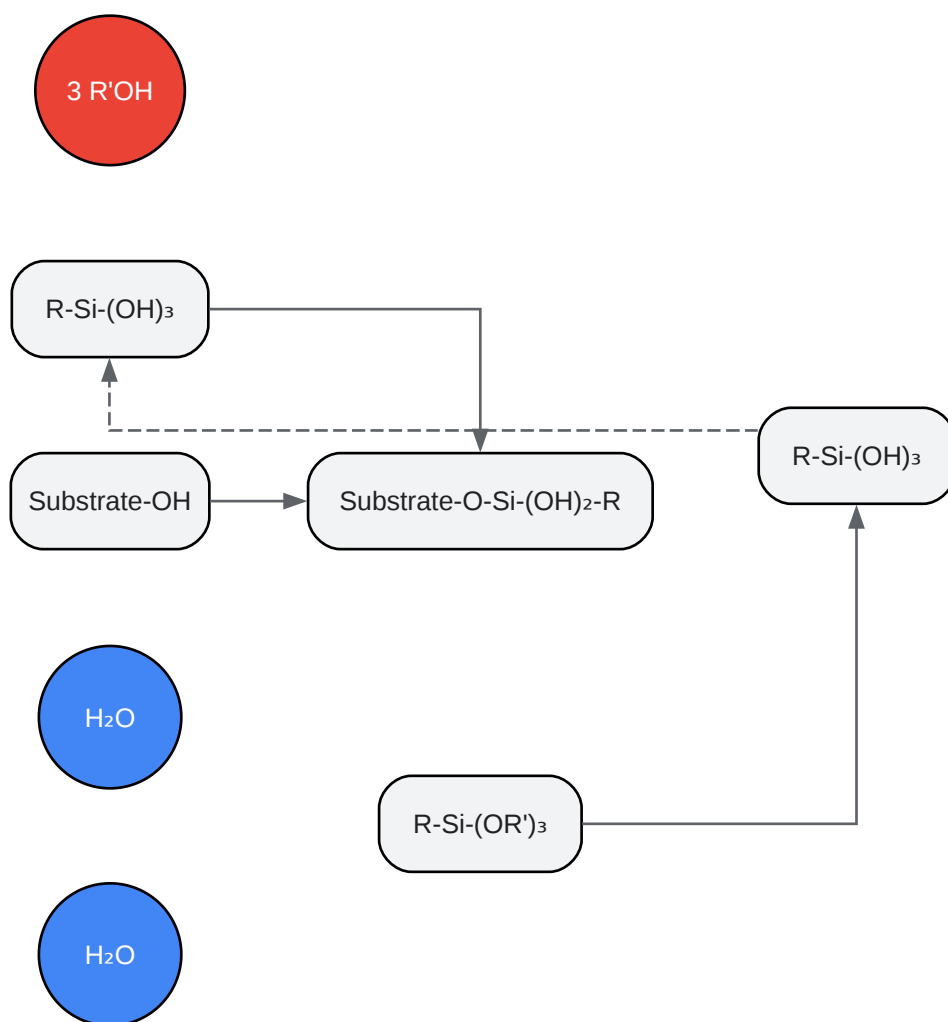 3 R'OH
R-Si-(OH)₃
R-Si-(OH)₃
Substrate-OH
Substrate-O-Si-(OH)₂-R
H₂O
R-Si-(OR')₃
H₂O